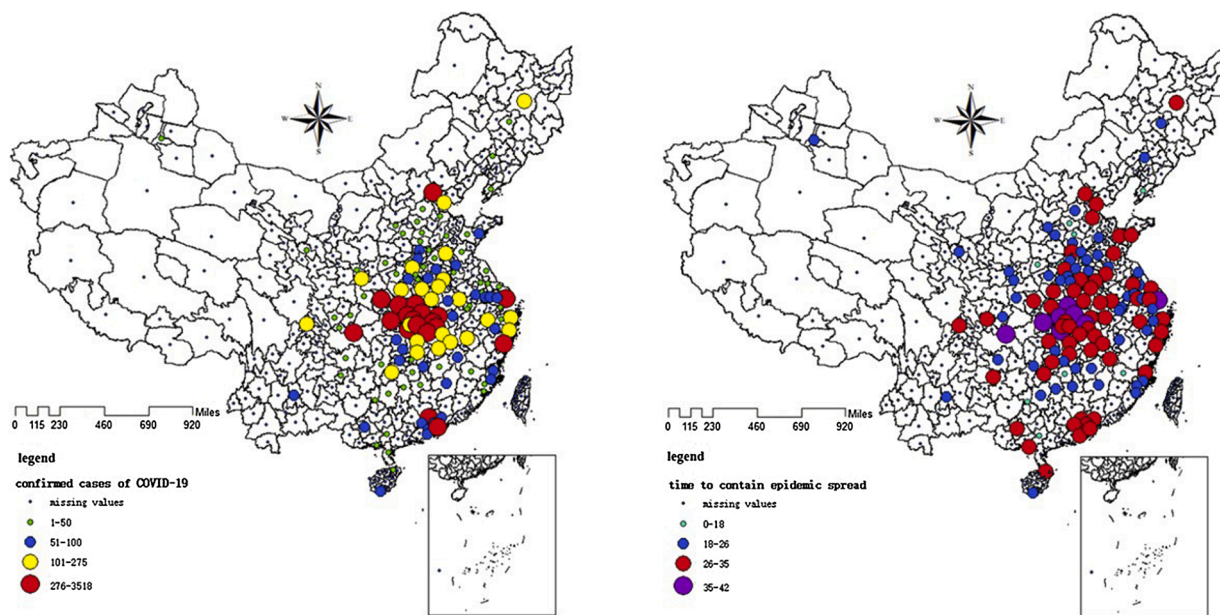 N
W E
S
Miles
0 115 230 460 690 920
legend
confirmed cases of COVID-19
missing values
1-50
51-100
101-275
276-3518
N
W E
S
Miles
0 115 230 460 690 920
legend
time to contain epidemic spread
missing values
0-18
18-26
26-35
35-42